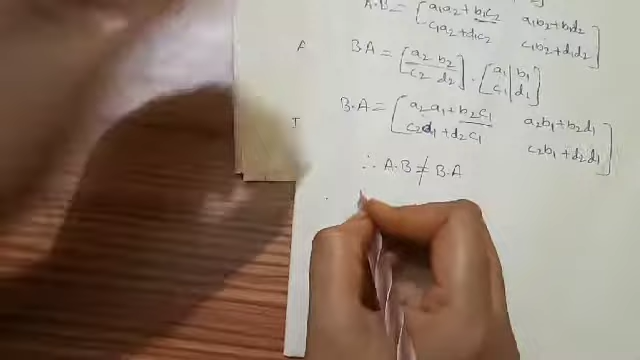 A·B = [a₁a₂ + b₁c₂ a₁b₂ + b₁d₂
c₁a₂ + d₁c₂ c₁b₂ + d₁d₂]
BA = [a₂ b₂
c₂ d₂] · [a₁ b₁
c₁ d₁]
B·A = [a₂a₁ + b₂c₁ a₂b₁ + b₂d₁
c₂a₁ + d₂c₁ c₂b₁ + d₂d₁]
∴ A·B ≠ B·A